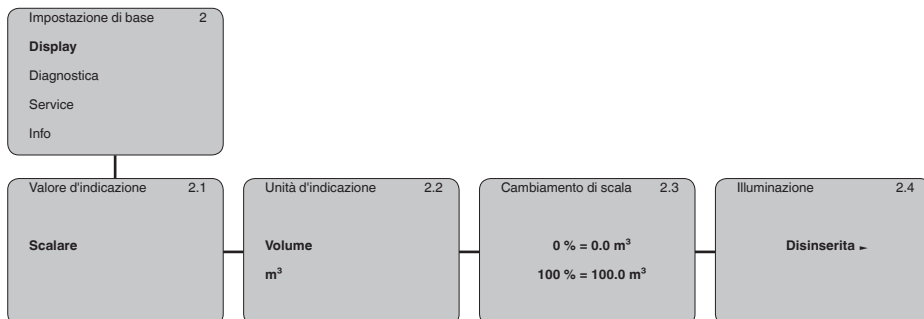 Impostazione di base 2
Display
Diagnostica
Service
Info
Valore d'indicazione 2.1
Scalare
Unità d'indicazione 2.2
Volume
m³
Cambiamento di scala 2.3
0 % = 0.0 m³
100 % = 100.0 m³
Illuminazione 2.4
Disinserita ►